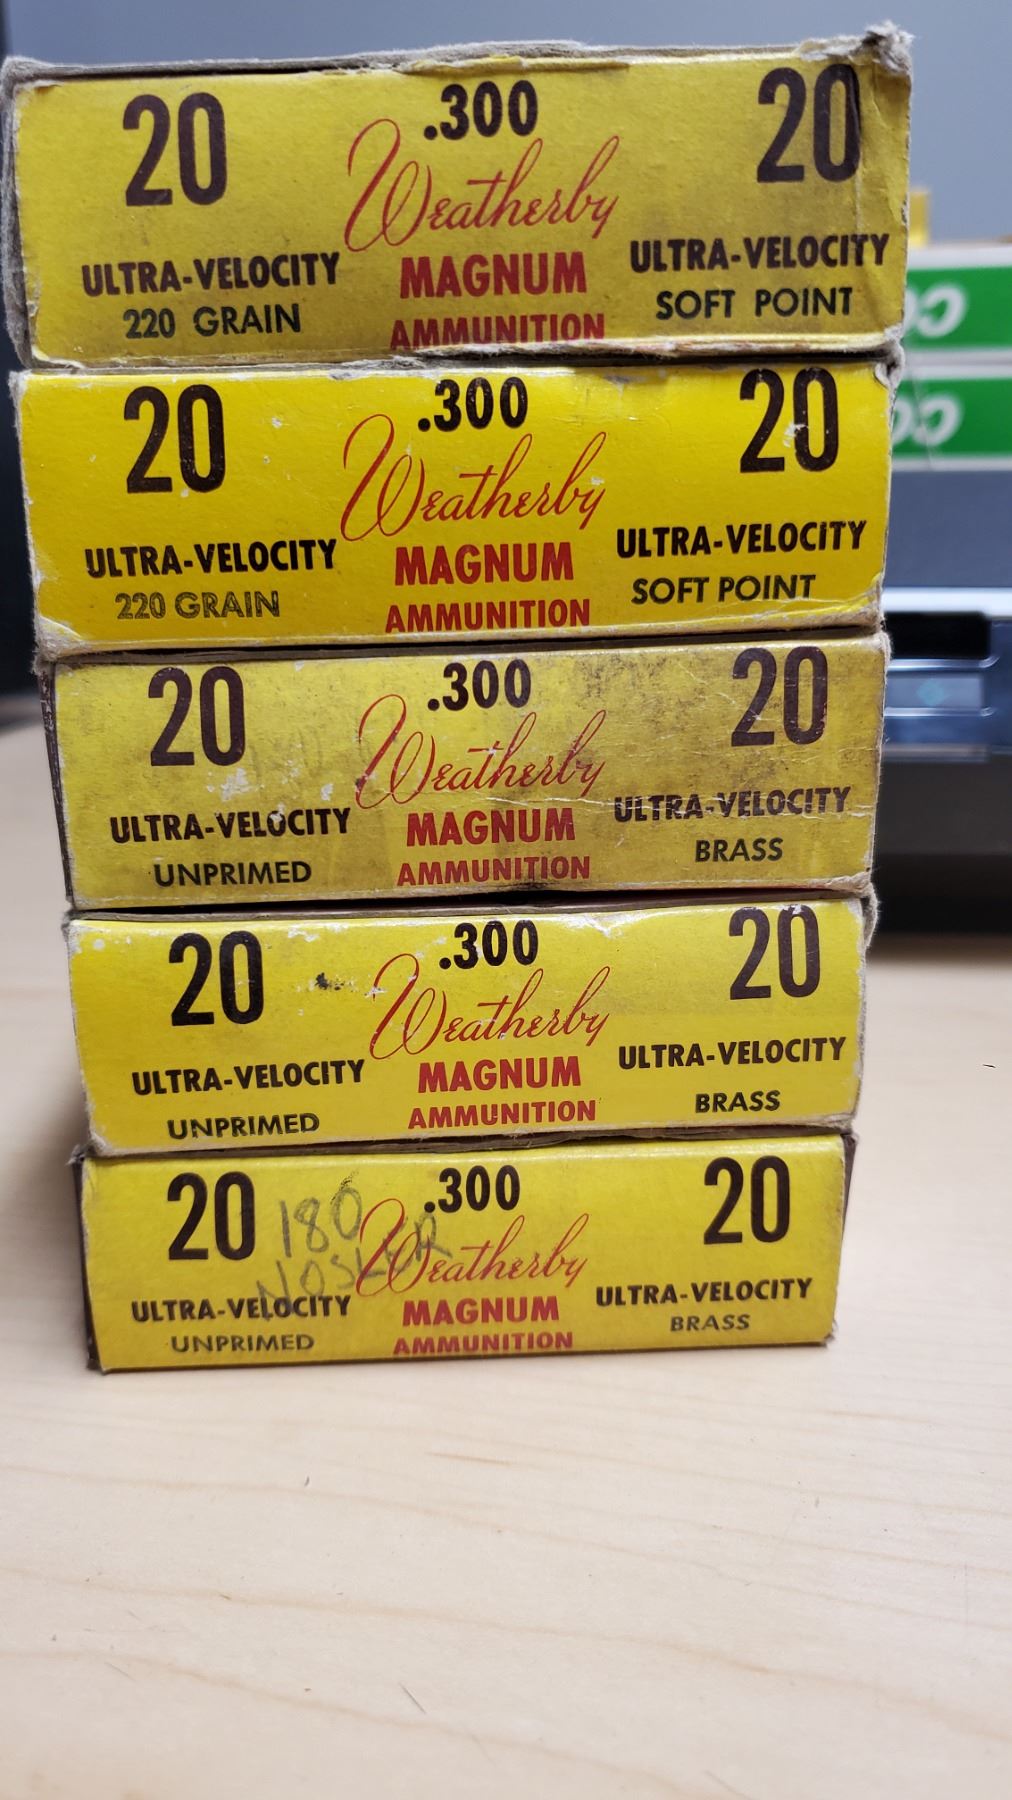 20 .300 20
Weatherby
ULTRA-VELOCITY MAGNUM ULTRA-VELOCITY
220 GRAIN AMMUNITION SOFT POINT
20 .300 20
Weatherby
ULTRA-VELOCITY MAGNUM ULTRA-VELOCITY
220 GRAIN AMMUNITION SOFT POINT
20 .300 20
Weatherby
ULTRA-VELOCITY MAGNUM ULTRA-VELOCITY
UNPRIMED AMMUNITION BRASS
20 .300 20
Weatherby
ULTRA-VELOCITY MAGNUM ULTRA-VELOCITY
UNPRIMED AMMUNITION BRASS
20 180 .300 20
NOSLER Weatherby
ULTRA-VELOCITY MAGNUM ULTRA-VELOCITY
UNPRIMED AMMUNITION BRASS